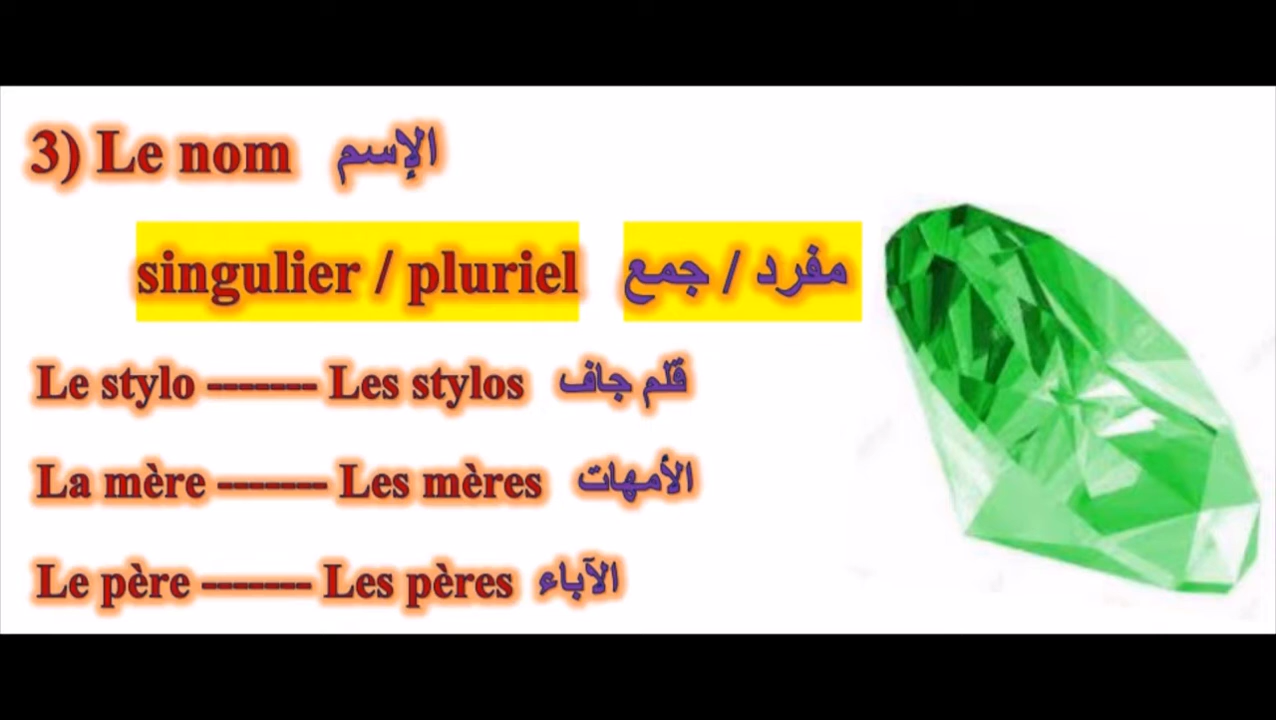 3) Le nom الإسم
singulier / pluriel مفرد / جمع
Le stylo ------- Les stylos قلم جاف
La mère ------- Les mères الأمهات
Le père ------- Les pères الآباء